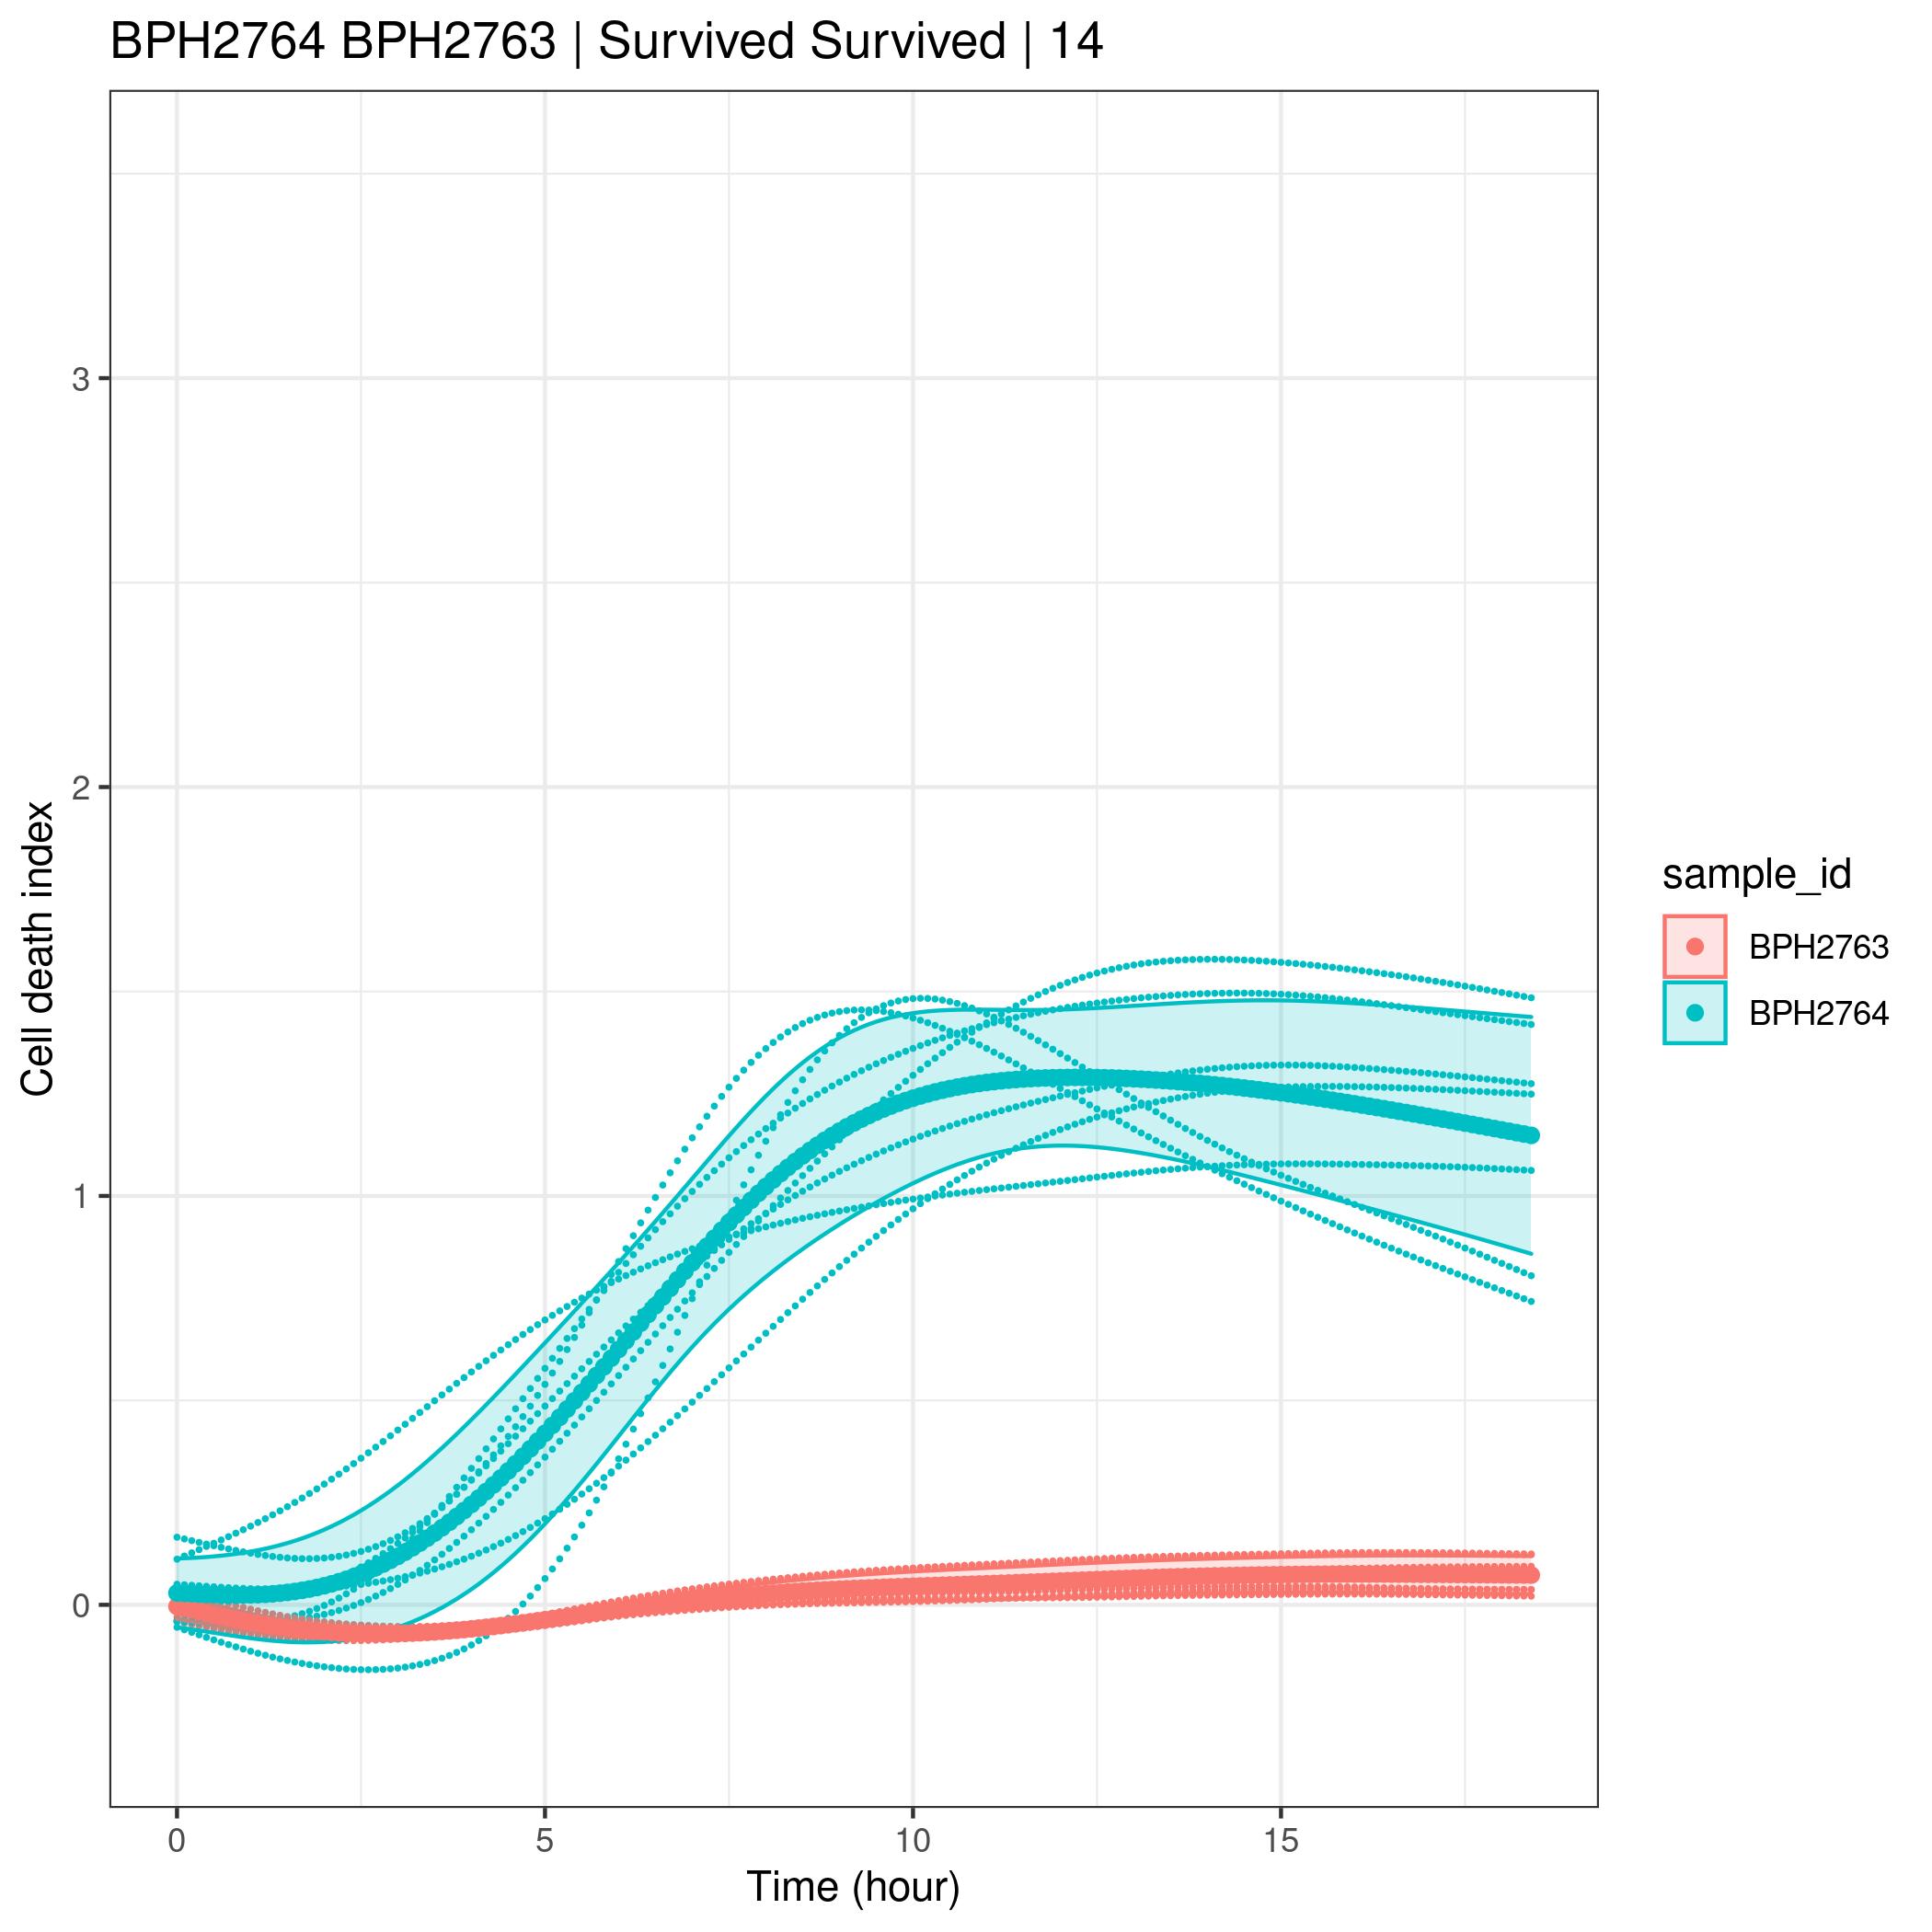 BPH2764 BPH2763 | Survived Survived | 14
3
2
1
0
Cell death index
0 5 10 15
Time (hour)
sample_id
BPH2763
BPH2764